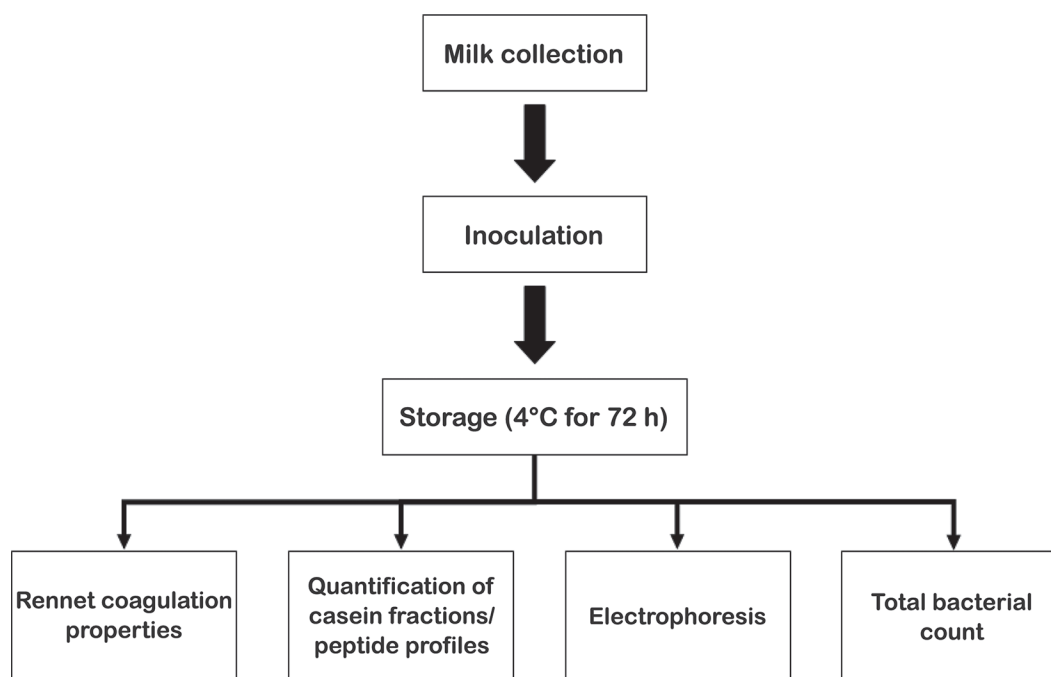 Milk collection
Inoculation
Storage (4°C for 72 h)
Rennet coagulation
properties
Quantification of
casein fractions/
peptide profiles
Electrophoresis
Total bacterial
count